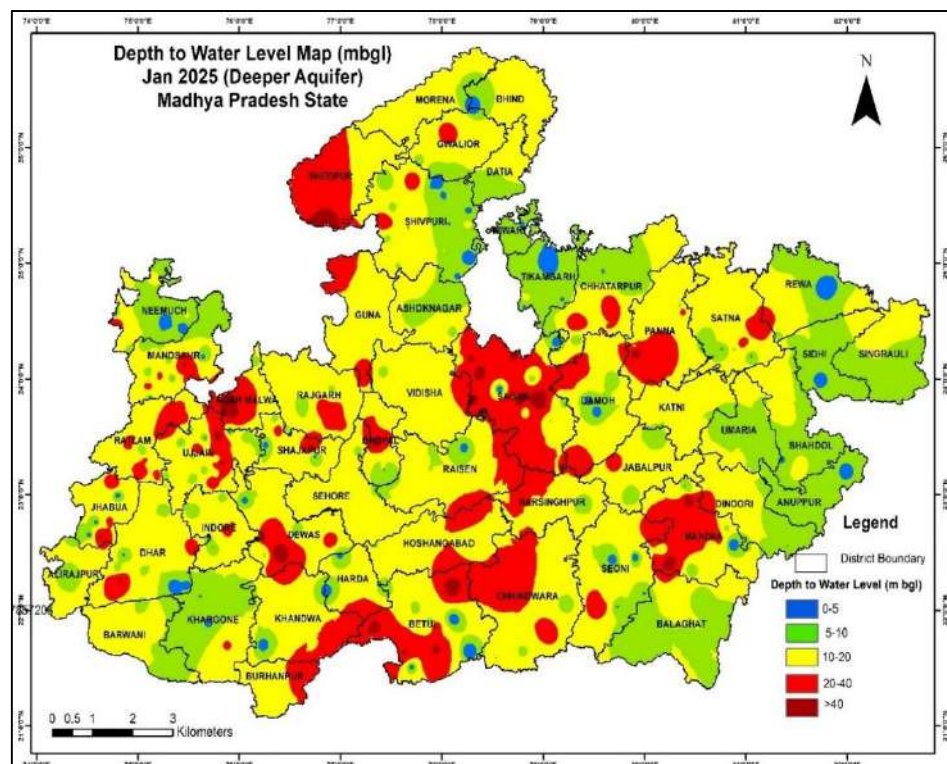 Depth to Water Level Map (mbgl)
Jan 2025 (Deeper Aquifer)
Madhya Pradesh State
N
MORENA
BHIND
GWALIOR
DATIA
SHIVPURI
TIKAMGARH
CHHATARPUR
REWA
NEEMUCH
GUNA
ASHOKNAGAR
PANNA
SATNA
SIDHI
SINGRAULI
MANDSAUR
RAJGARH
VIDISHA
SAGAR
DAMOH
KATNI
UMARIA
RATLAM
UJJAIN
SHAJAPUR
BHOPAL
RAISEN
JABALPUR
BHAHDOL
ANUPPUR
SEHORE
NARSINGHPUR
DINDORI
JHABUA
INDORE
DEWAS
HOSHANGABAD
MANDLA
DHAR
HARDA
SEONI
ALIRAJPUR
CHHINDWARA
KHARGONE
KHANDWA
BETUL
BALAGHAT
BARWANI
BURHANPUR
Legend
District Boundary
Depth to Water Level (m bgl)
0-5
5-10
10-20
20-40
>40
0 0.5 1 2 3
Kilometers